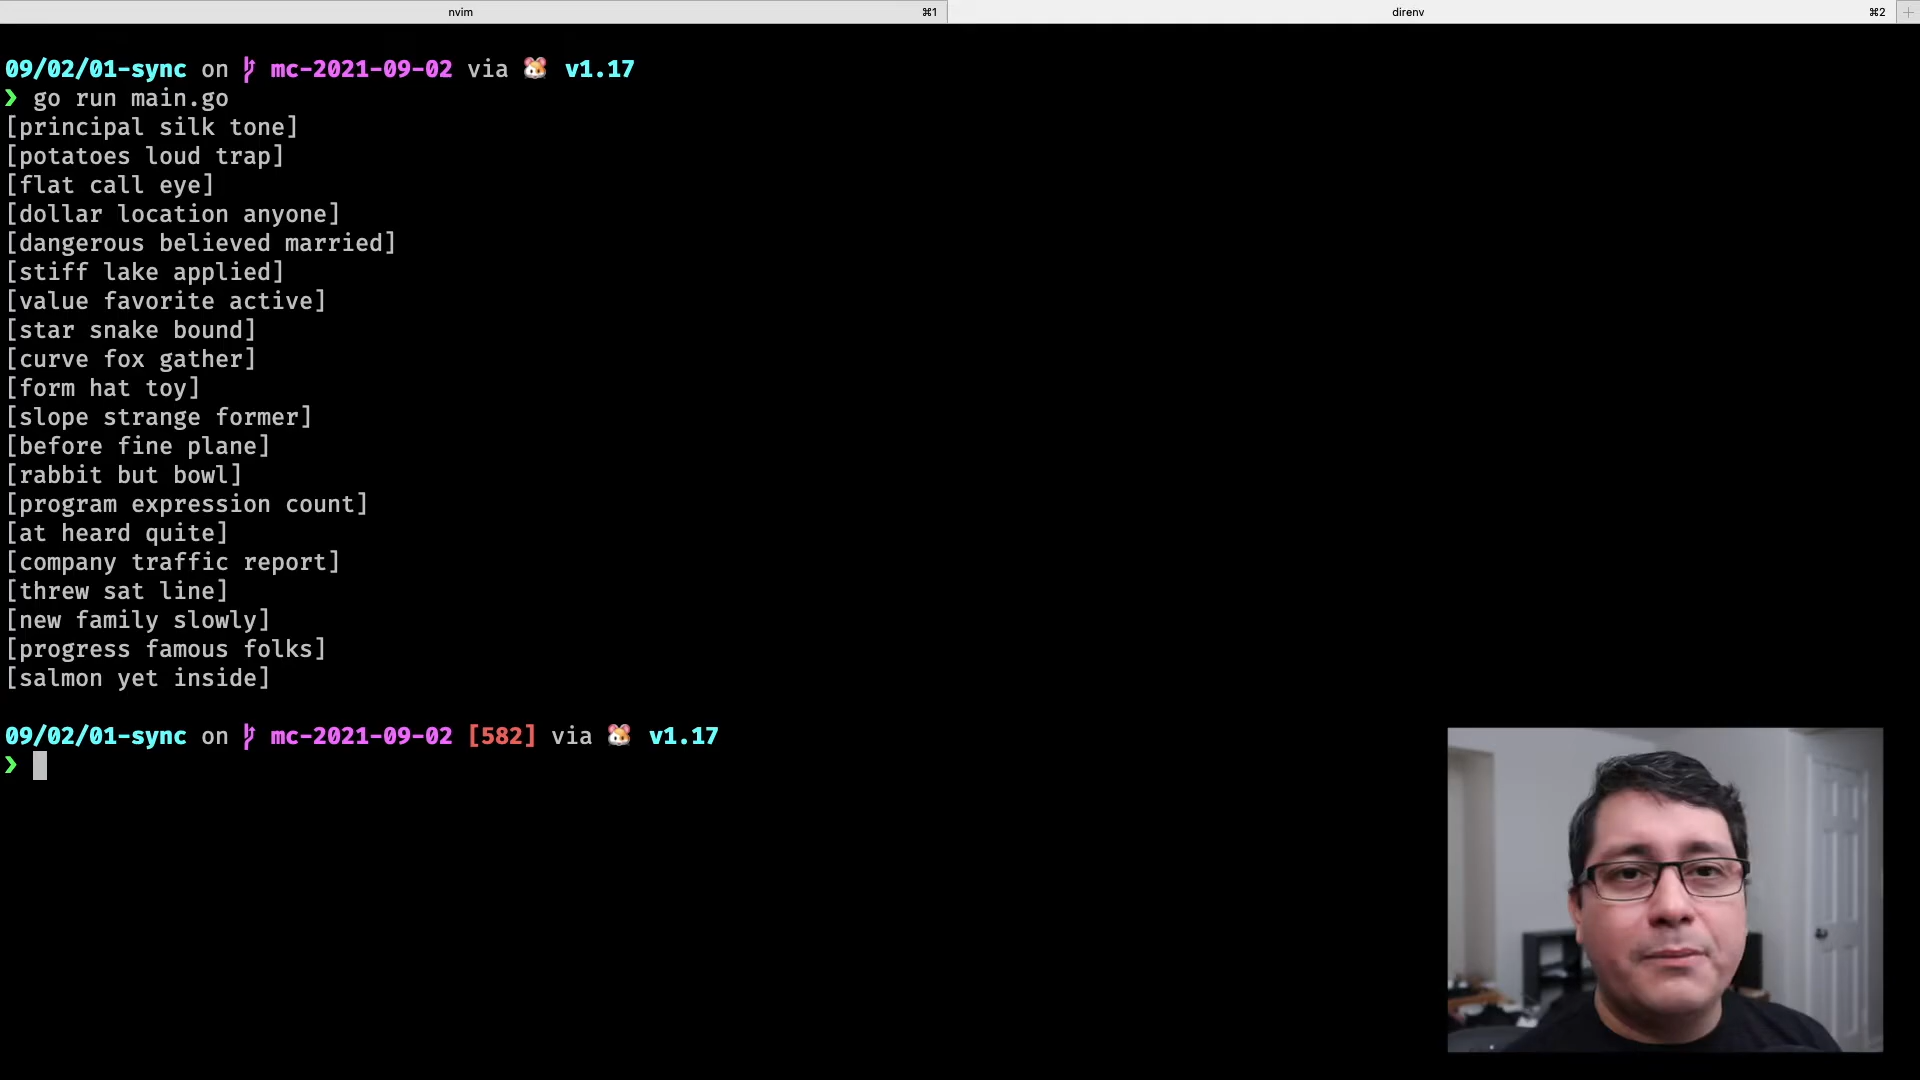 nvim ⌘1 direnv ⌘2 +
09/02/01-sync on mc-2021-09-02 via 🐹 v1.17
❯ go run main.go
[principal silk tone]
[potatoes loud trap]
[flat call eye]
[dollar location anyone]
[dangerous believed married]
[stiff lake applied]
[value favorite active]
[star snake bound]
[curve fox gather]
[form hat toy]
[slope strange former]
[before fine plane]
[rabbit but bowl]
[program expression count]
[at heard quite]
[company traffic report]
[threw sat line]
[new family slowly]
[progress famous folks]
[salmon yet inside]
09/02/01-sync on mc-2021-09-02 [582] via 🐹 v1.17
❯